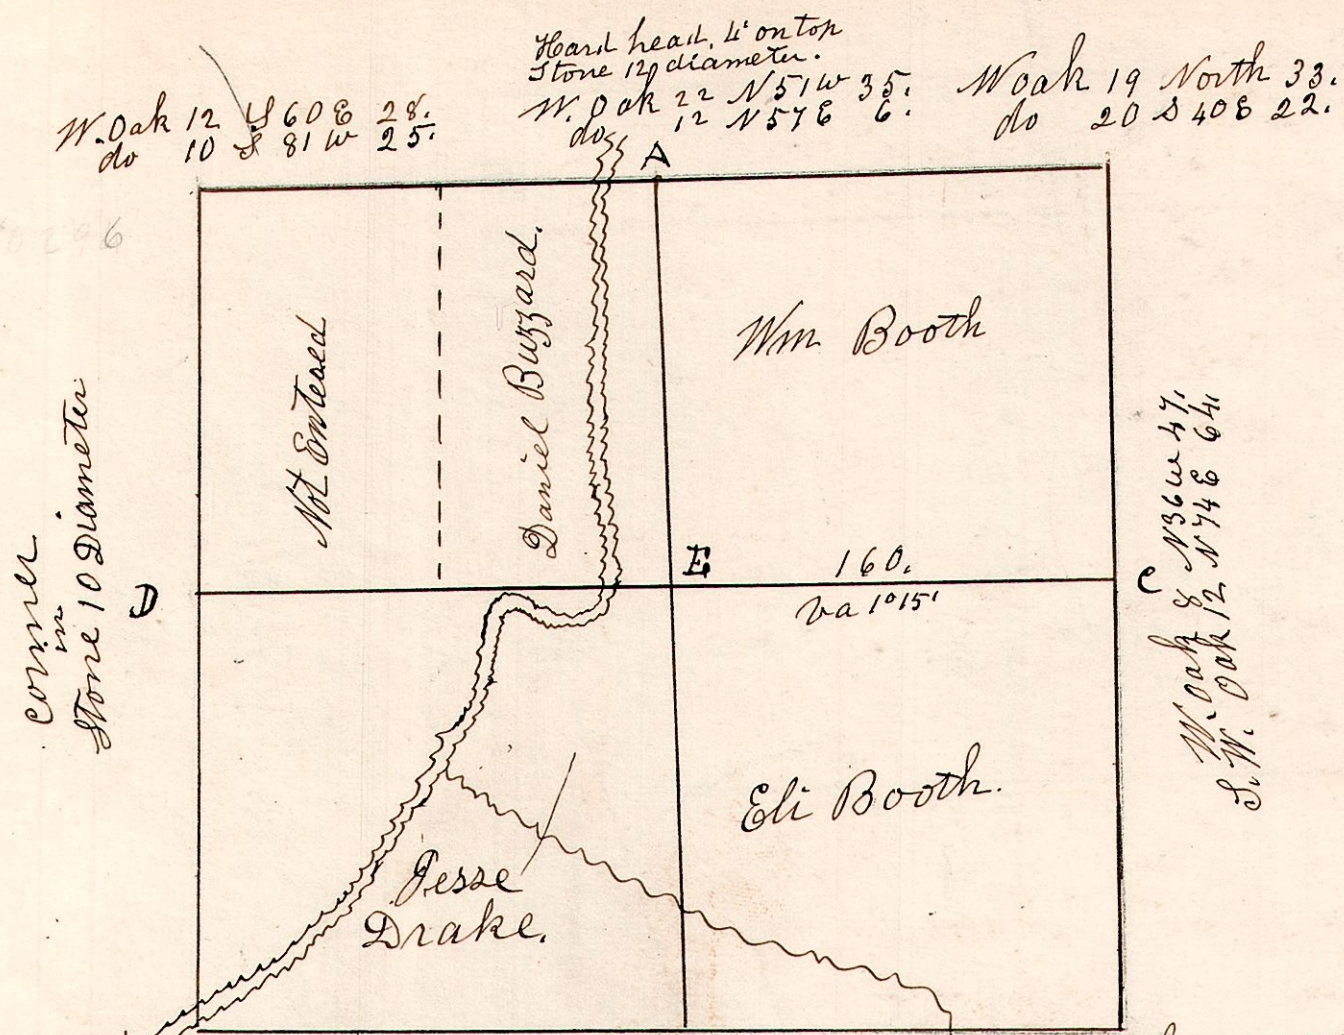 Hard head, 4" on top
Stone 12 diameter.
W. Oak 12 S 60 E 28.
do 10 S 81 W 25.
W. Oak 22 N 51 W 35.
do 12 N 57 E 6.
W oak 19 North 33.
do 20 S 40 E 22.
A
Not Entered
Daniel Buzzard.
Wm Booth
corner
in
Stone 10 Diameter
D
E
160.
va 1° 15'
C
W. Oak 8 N 36 W 47.
S. W. Oak 12 N 74 E 64.
Eli Booth.
Jesse
Drake.